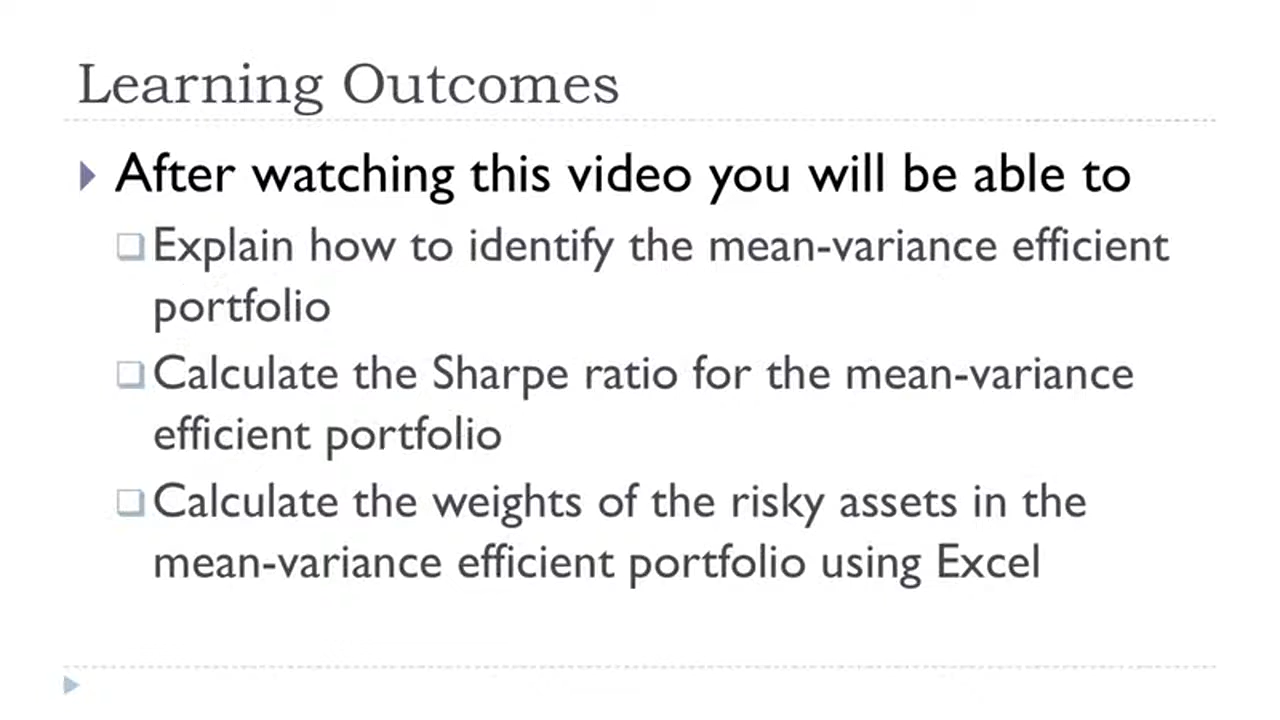 Learning Outcomes
After watching this video you will be able to
Explain how to identify the mean-variance efficient
portfolio
Calculate the Sharpe ratio for the mean-variance
efficient portfolio
Calculate the weights of the risky assets in the
mean-variance efficient portfolio using Excel